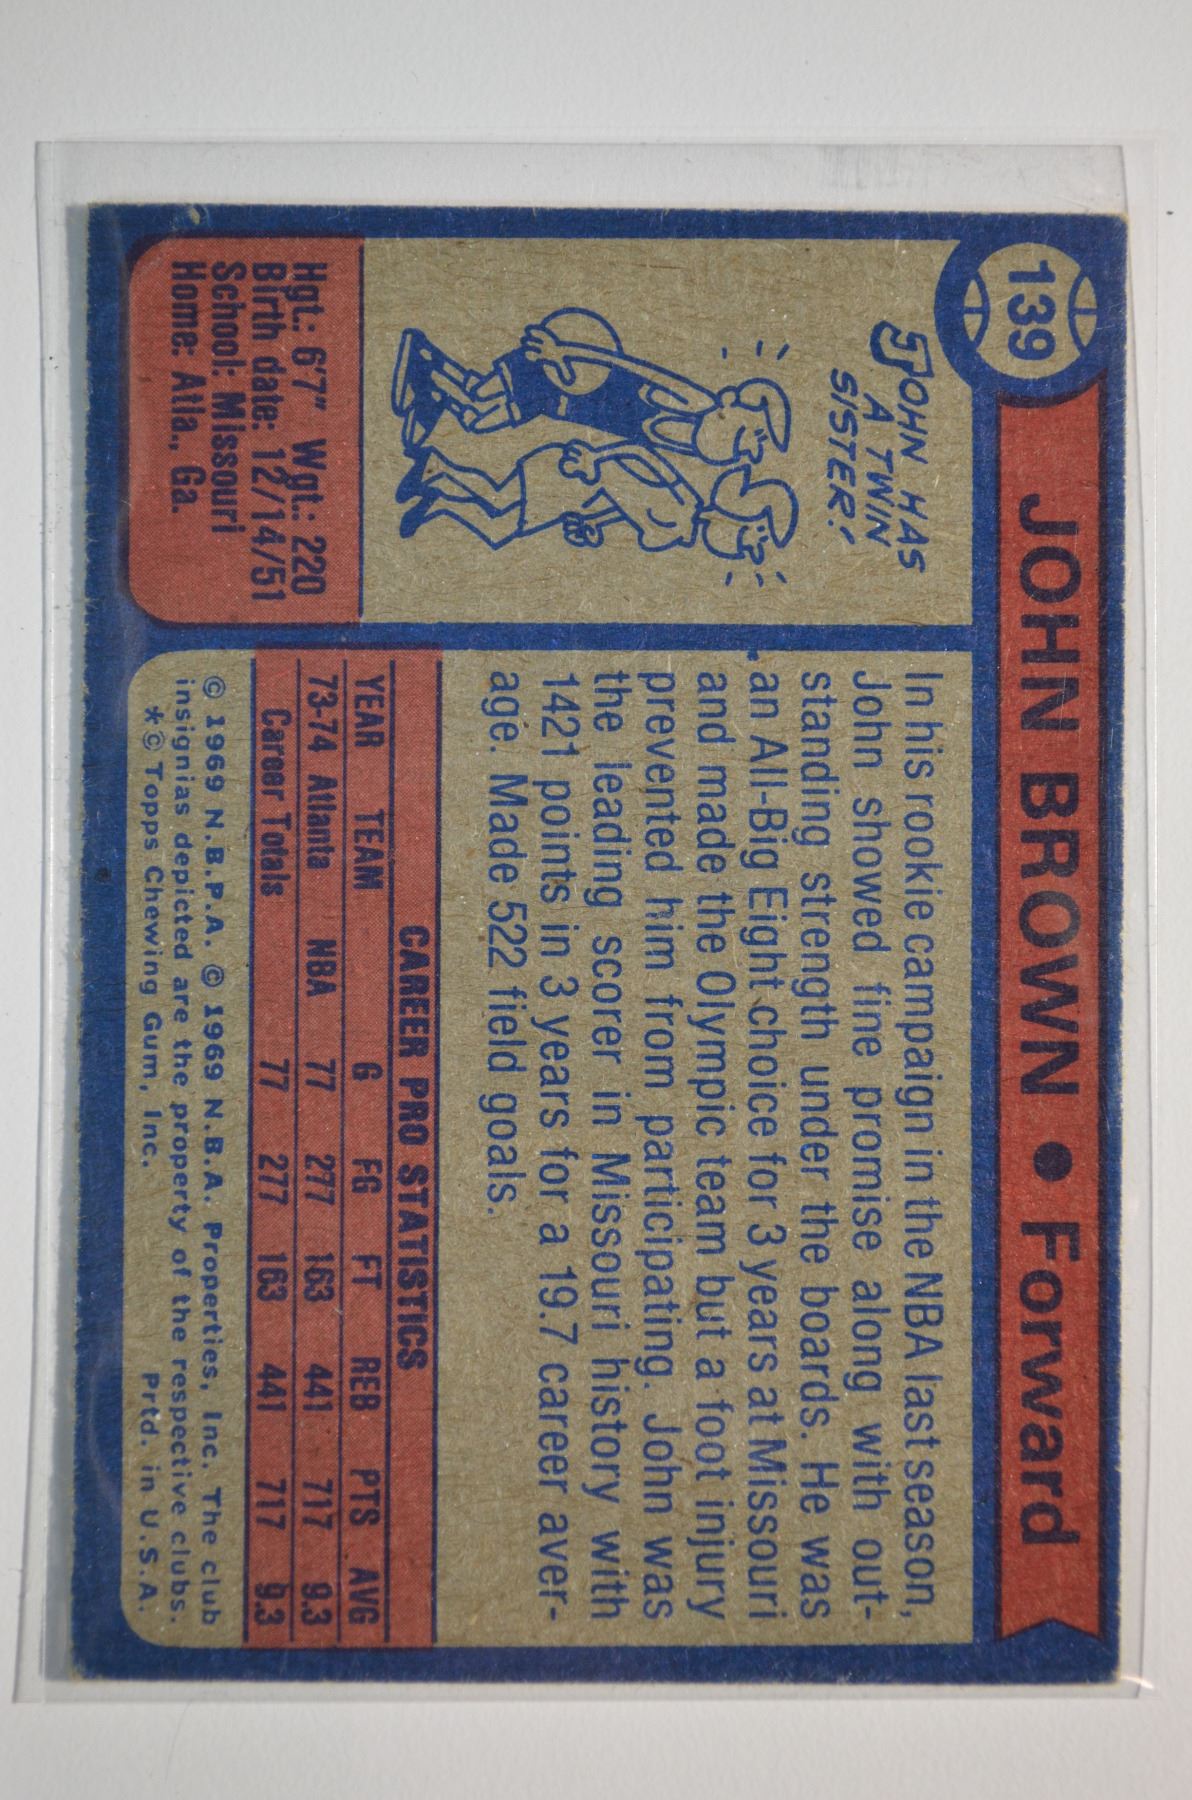 139
JOHN BROWN • Forward
JOHN HAS
A TWIN
SISTER!
Hgt.: 6'7" Wgt.: 220
Birth date: 12/14/51
School: Missouri
Home: Atla., Ga.
In his rookie campaign in the NBA last season,
John showed fine promise along with out-
standing strength under the boards. He was
an All-Big Eight choice for 3 years at Missouri
and made the Olympic team but a foot injury
prevented him from participating. John was
the leading scorer in Missouri history with
1421 points in 3 years for a 19.7 career aver-
age. Made 522 field goals.
CAREER PRO STATISTICS
YEAR TEAM G FG FT REB PTS AVG
73-74 Atlanta NBA 77 277 163 441 717 9.3
Career Totals 77 277 163 441 717 9.3
© 1969 N.B.P.A. © 1969 N.B.A. Properties, Inc. The club
insignias depicted are the property of the respective clubs.
*© Topps Chewing Gum, Inc. Prtd. in U.S.A.